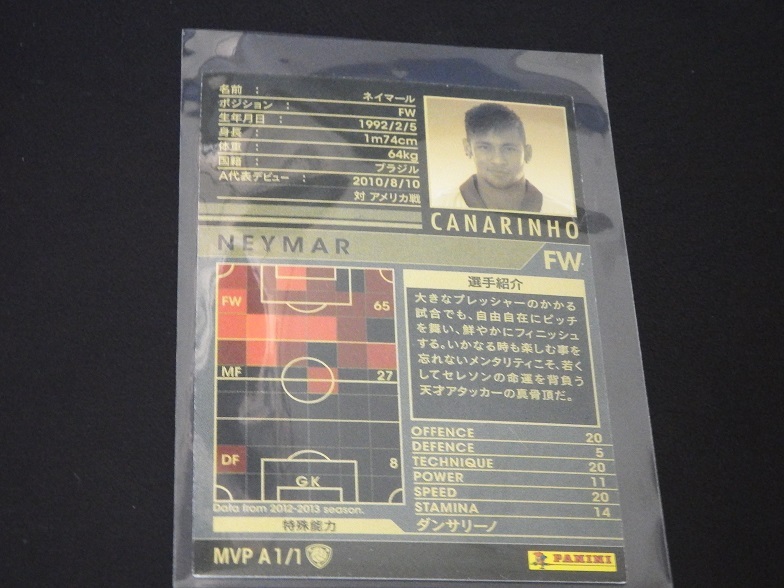 名前 : ネイマール
ポジション : FW
生年月日 : 1992/2/5
身長 : 1m74cm
体重 : 64kg
国籍 : ブラジル
A代表デビュー : 2010/8/10
対 アメリカ戦
CANARINHO
NEYMAR
FW
FW 65
MF 27
DF 8
GK
Data from 2012-2013 season.
選手紹介
大きなプレッシャーのかかる
試合でも、自由自在にピッチ
を舞い、鮮やかにフィニッシュ
する。いかなる時も楽しむ事を
忘れないメンタリティこそ、若く
してセレソンの命運を背負う
天才アタッカーの真骨頂だ。
OFFENCE 20
DEFENCE 5
TECHNIQUE 20
POWER 11
SPEED 20
STAMINA 14
特殊能力 ダンサリーノ
MVP A 1/1
PANINI